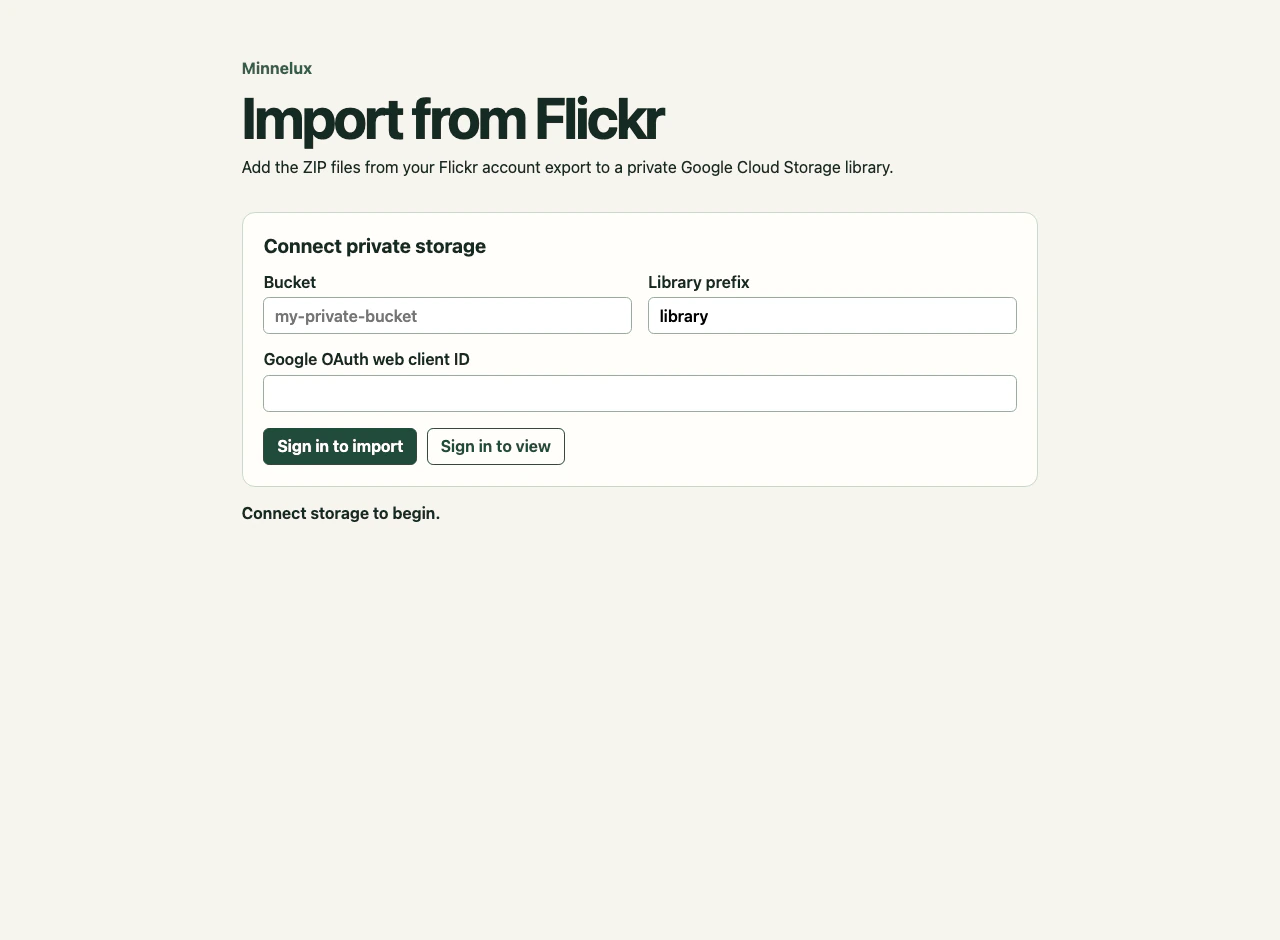 Minnelux
Import from Flickr
Add the ZIP files from your Flickr account export to a private Google Cloud Storage library.
Connect private storage
Bucket
Library prefix
my-private-bucket
library
Google OAuth web client ID
Sign in to import
Sign in to view
Connect storage to begin.